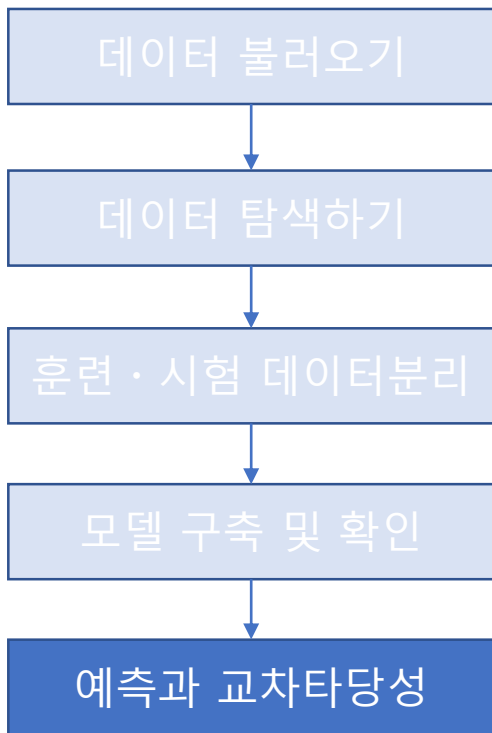 데이터 불러오기
데이터 탐색하기
훈련 · 시험 데이터분리
모델 구축 및 확인
예측과 교차타당성